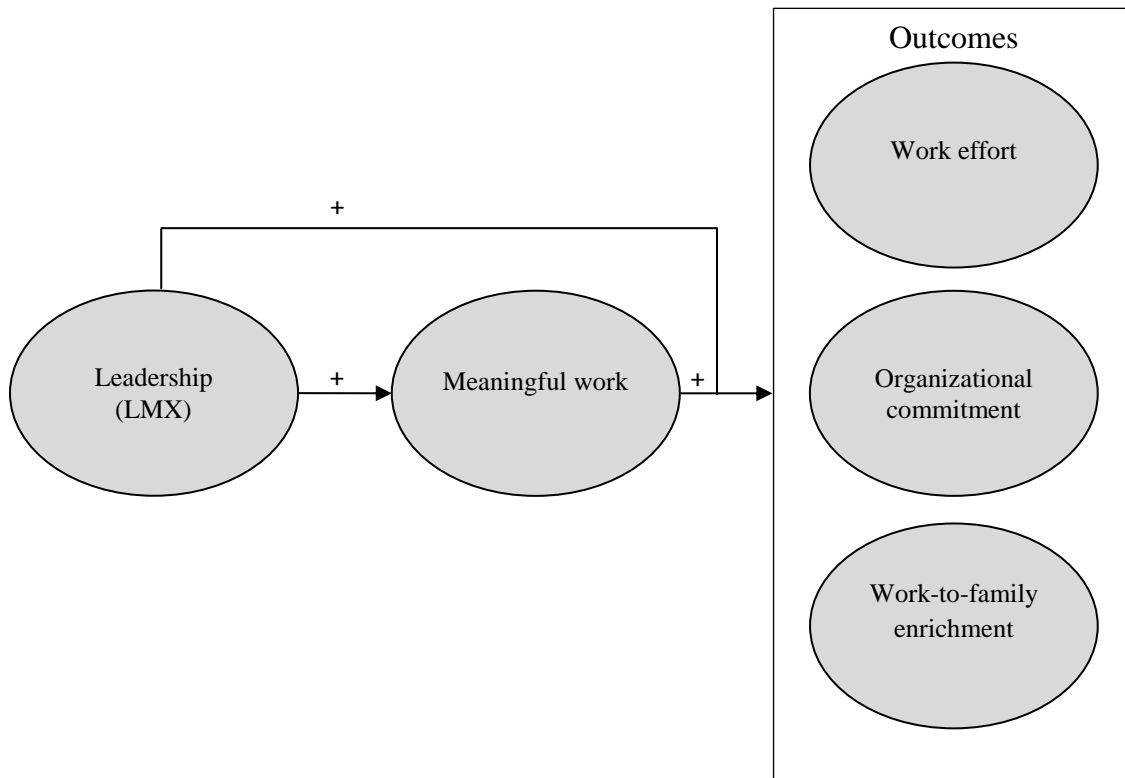 Outcomes
Work effort
+
Leadership
(LMX)
+
Meaningful work
+
Organizational
commitment
Work-to-family
enrichment